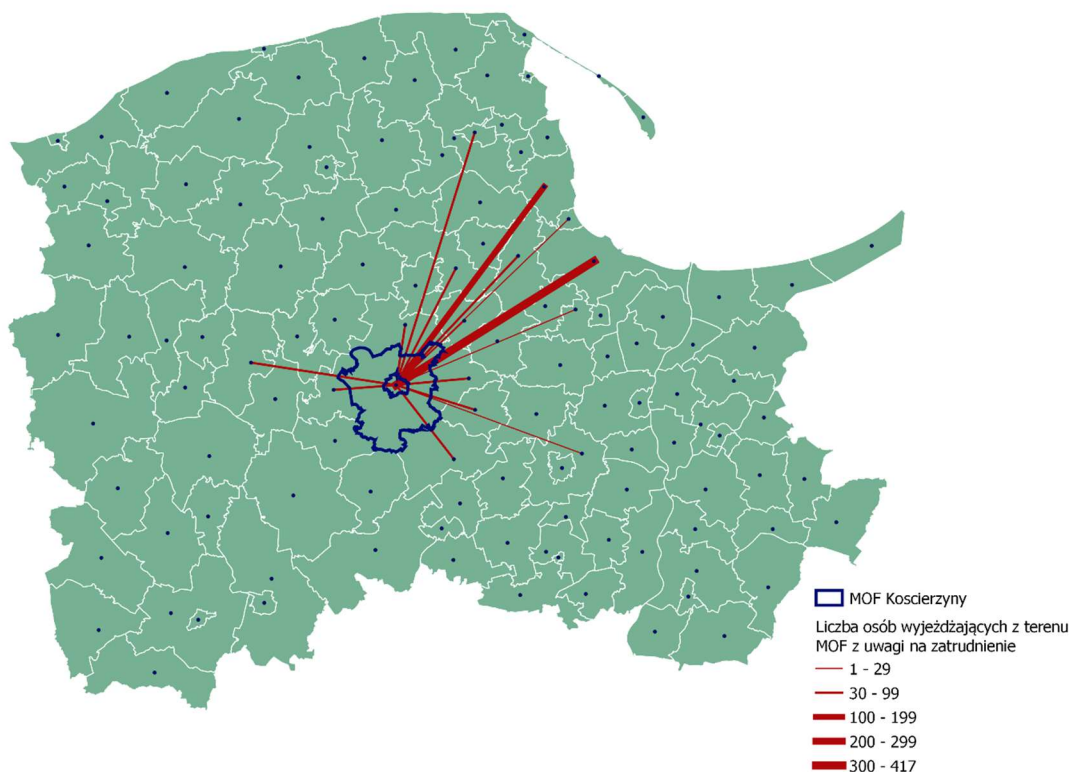 MOF Koscierzyny
Liczba osób wyjeżdżających z terenu
MOF z uwagi na zatrudnienie
1 - 29
30 - 99
100 - 199
200 - 299
300 - 417